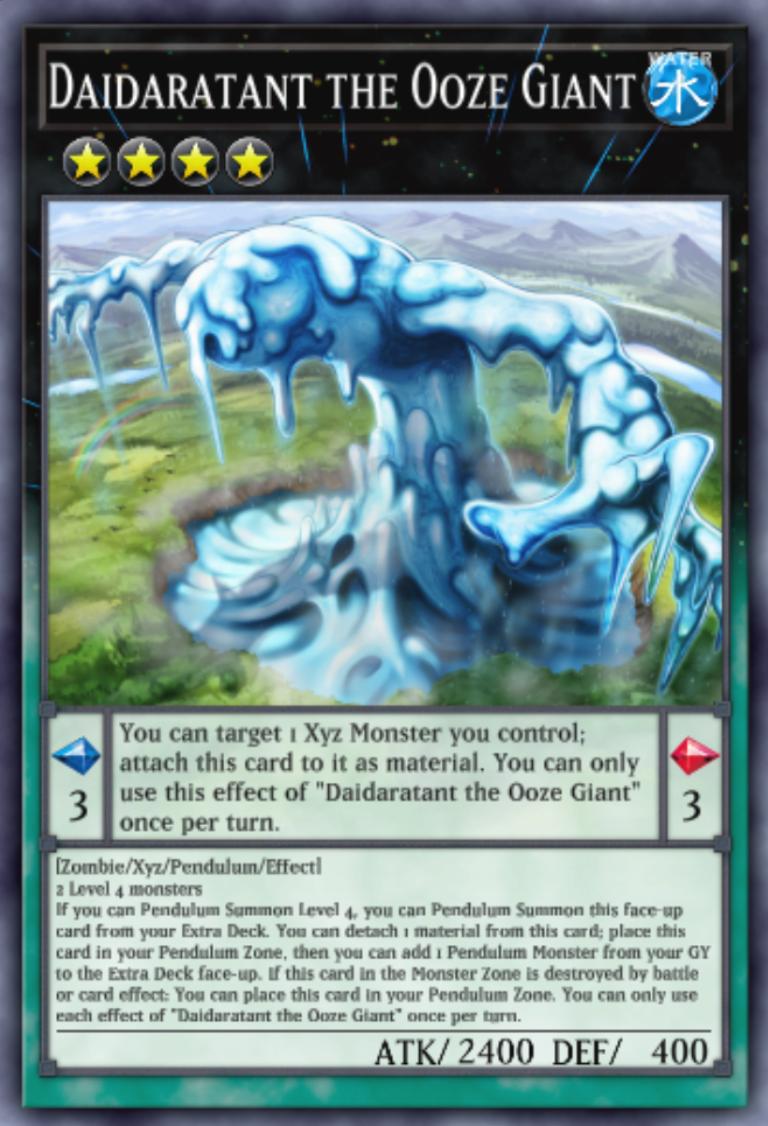 DAIDARATANT THE OOZE GIANT
WATER
水
You can target 1 Xyz Monster you control;
attach this card to it as material. You can only
use this effect of "Daidaratant the Ooze Giant"
once per turn.
3
3
[Zombie/Xyz/Pendulum/Effect]
2 Level 4 monsters
If you can Pendulum Summon Level 4, you can Pendulum Summon this face-up
card from your Extra Deck. You can detach 1 material from this card; place this
card in your Pendulum Zone, then you can add 1 Pendulum Monster from your GY
to the Extra Deck face-up. If this card in the Monster Zone is destroyed by battle
or card effect: You can place this card in your Pendulum Zone. You can only use
each effect of "Daidaratant the Ooze Giant" once per turn.
ATK/ 2400 DEF/ 400